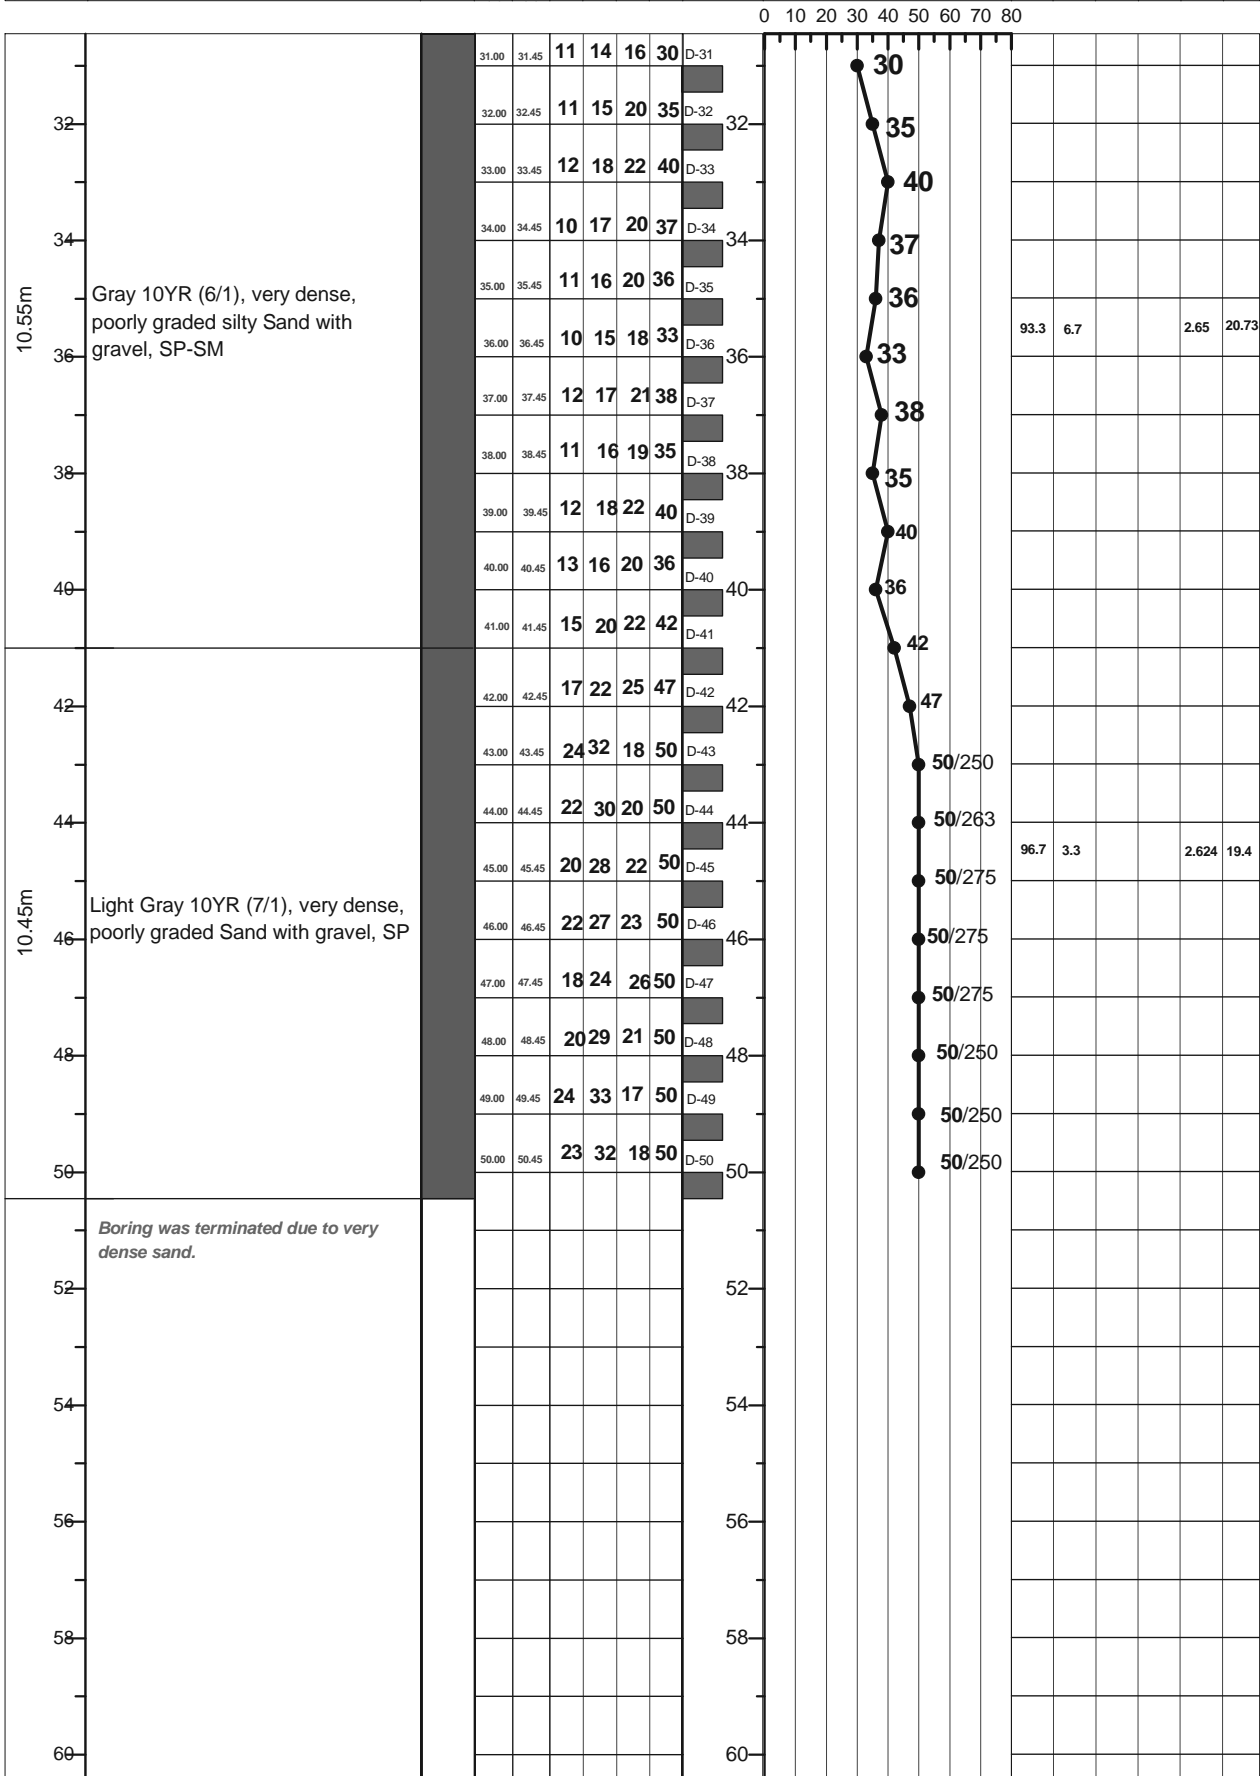 0 10 20 30 40 50 60 70 80
31.00 31.45 11 14 16 30 D-31
30
32.00 32.45 11 15 20 35 D-32
32 32 35
33.00 33.45 12 18 22 40 D-33
40
34.00 34.45 10 17 20 37 D-34
34 34 37
35.00 35.45 11 16 20 36 D-35
36
10.55m
Gray 10YR (6/1), very dense,
poorly graded silty Sand with
gravel, SP-SM
93.3 6.7 2.65 20.73
36.00 36.45 10 15 18 33 D-36
36 36 33
37.00 37.45 12 17 21 38 D-37
38
38.00 38.45 11 16 19 35 D-38
38 38 35
39.00 39.45 12 18 22 40 D-39
40
40.00 40.45 13 16 20 36 D-40
40 40 36
41.00 41.45 15 20 22 42 D-41
42
42.00 42.45 17 22 25 47 D-42
42 42 47
43.00 43.45 24 32 18 50 D-43
50/250
44.00 44.45 22 30 20 50 D-44
44 44 50/263
96.7 3.3 2.624 19.4
45.00 45.45 20 28 22 50 D-45
50/275
10.45m
Light Gray 10YR (7/1), very dense,
poorly graded Sand with gravel, SP
46.00 46.45 22 27 23 50 D-46
46 46 50/275
47.00 47.45 18 24 26 50 D-47
50/275
48.00 48.45 20 29 21 50 D-48
48 48 50/250
49.00 49.45 24 33 17 50 D-49
50/250
50.00 50.45 23 32 18 50 D-50
50 50 50/250
Boring was terminated due to very
dense sand.
52 52
54 54
56 56
58 58
60 60